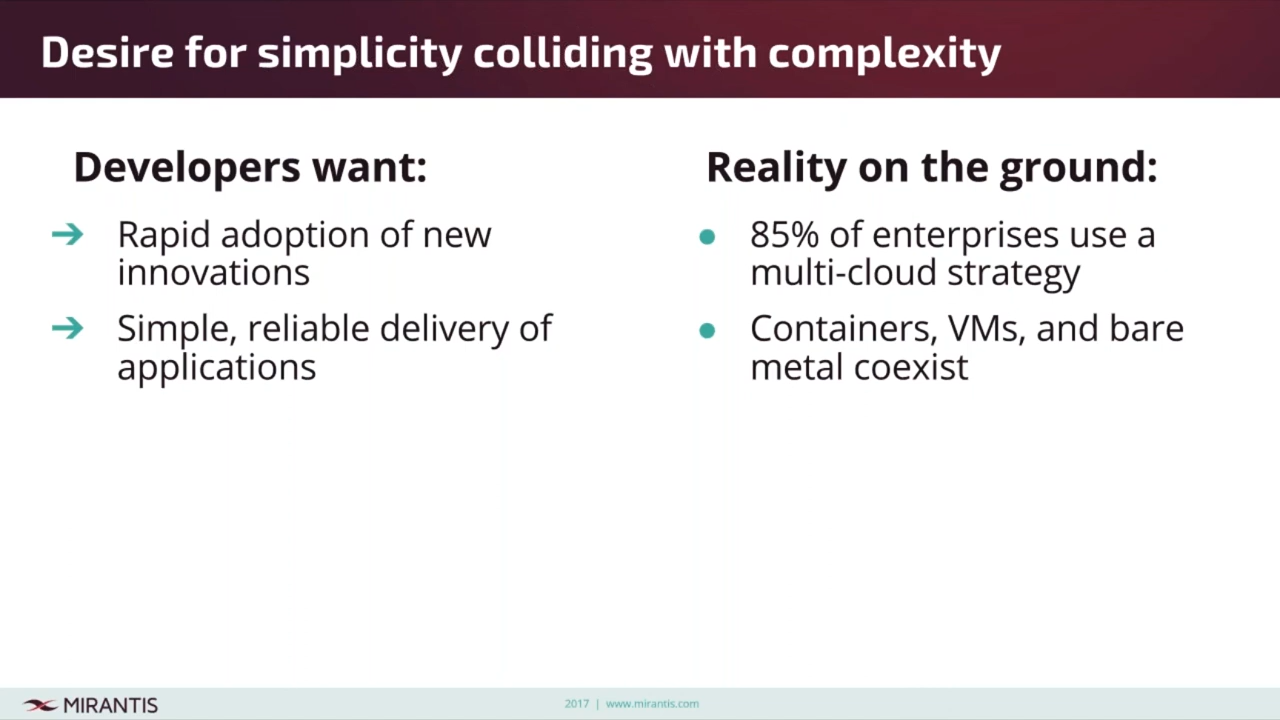 Desire for simplicity colliding with complexity
Developers want:
➔ Rapid adoption of new
innovations
➔ Simple, reliable delivery of
applications
Reality on the ground:
● 85% of enterprises use a
multi-cloud strategy
● Containers, VMs, and bare
metal coexist
MIRANTIS
2017 | www.mirantis.com